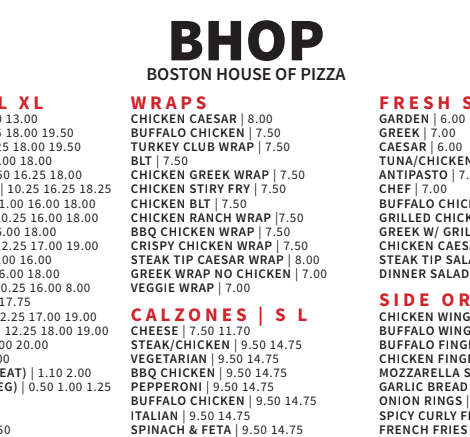 BHOP
BOSTON HOUSE OF PIZZA
L XL
13.00
18.00 19.50
18.00 19.50
.00 18.00
16.25 18.00
| 10.25 16.25 18.25
1.00 16.00 18.00
0.25 16.00 18.00
6.00 18.00
2.25 17.00 19.00
.00 16.00
6.00 18.00
0.25 16.00 8.00
17.75
2.25 17.00 19.00
12.25 18.00 19.00
00 20.00
00
EAT) | 1.10 2.00
EG) | 0.50 1.00 1.25
50
WRAPS
CHICKEN CAESAR | 8.00
BUFFALO CHICKEN | 7.50
TURKEY CLUB WRAP | 7.50
BLT | 7.50
CHICKEN GREEK WRAP | 7.50
CHICKEN STIRY FRY | 7.50
CHICKEN BLT | 7.50
CHICKEN RANCH WRAP |7.50
BBQ CHICKEN WRAP | 7.50
CRISPY CHICKEN WRAP | 7.50
STEAK TIP CAESAR WRAP | 8.00
GREEK WRAP NO CHICKEN | 7.00
VEGGIE WRAP | 7.00
CALZONES | S L
CHEESE | 7.50 11.70
STEAK/CHICKEN | 9.50 14.75
VEGETARIAN | 9.50 14.75
BBQ CHICKEN | 9.50 14.75
PEPPERONI | 9.50 14.75
BUFFALO CHICKEN | 9.50 14.75
ITALIAN | 9.50 14.75
SPINACH & FETA | 9.50 14.75
FRESH S
GARDEN | 6.00
GREEK | 7.00
CAESAR | 6.00
TUNA/CHICKEN
ANTIPASTO | 7.
CHEF | 7.00
BUFFALO CHIC
GRILLED CHICK
GREEK W/ GRIL
CHICKEN CAES
STEAK TIP SAL
DINNER SALAD
SIDE OR
CHICKEN WING
BUFFALO WING
BUFFALO FING
CHICKEN FINGE
MOZZARELLA S
GARLIC BREAD
ONION RINGS |
SPICY CURLY F
FRENCH FRIES